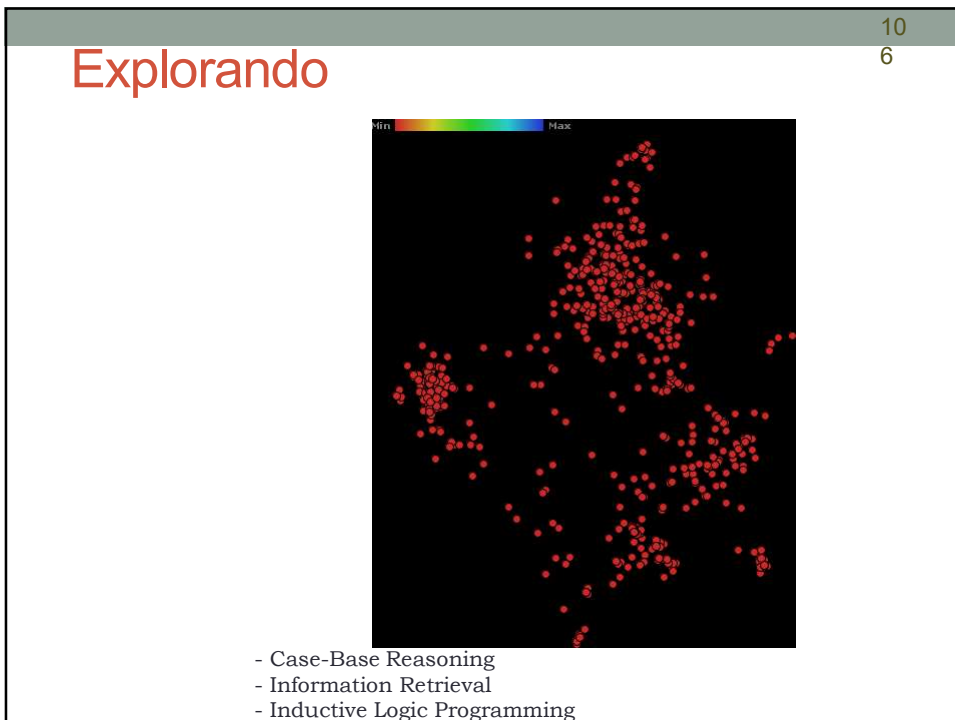 10
6
Explorando
Min Max
- Case-Base Reasoning
- Information Retrieval
- Inductive Logic Programming